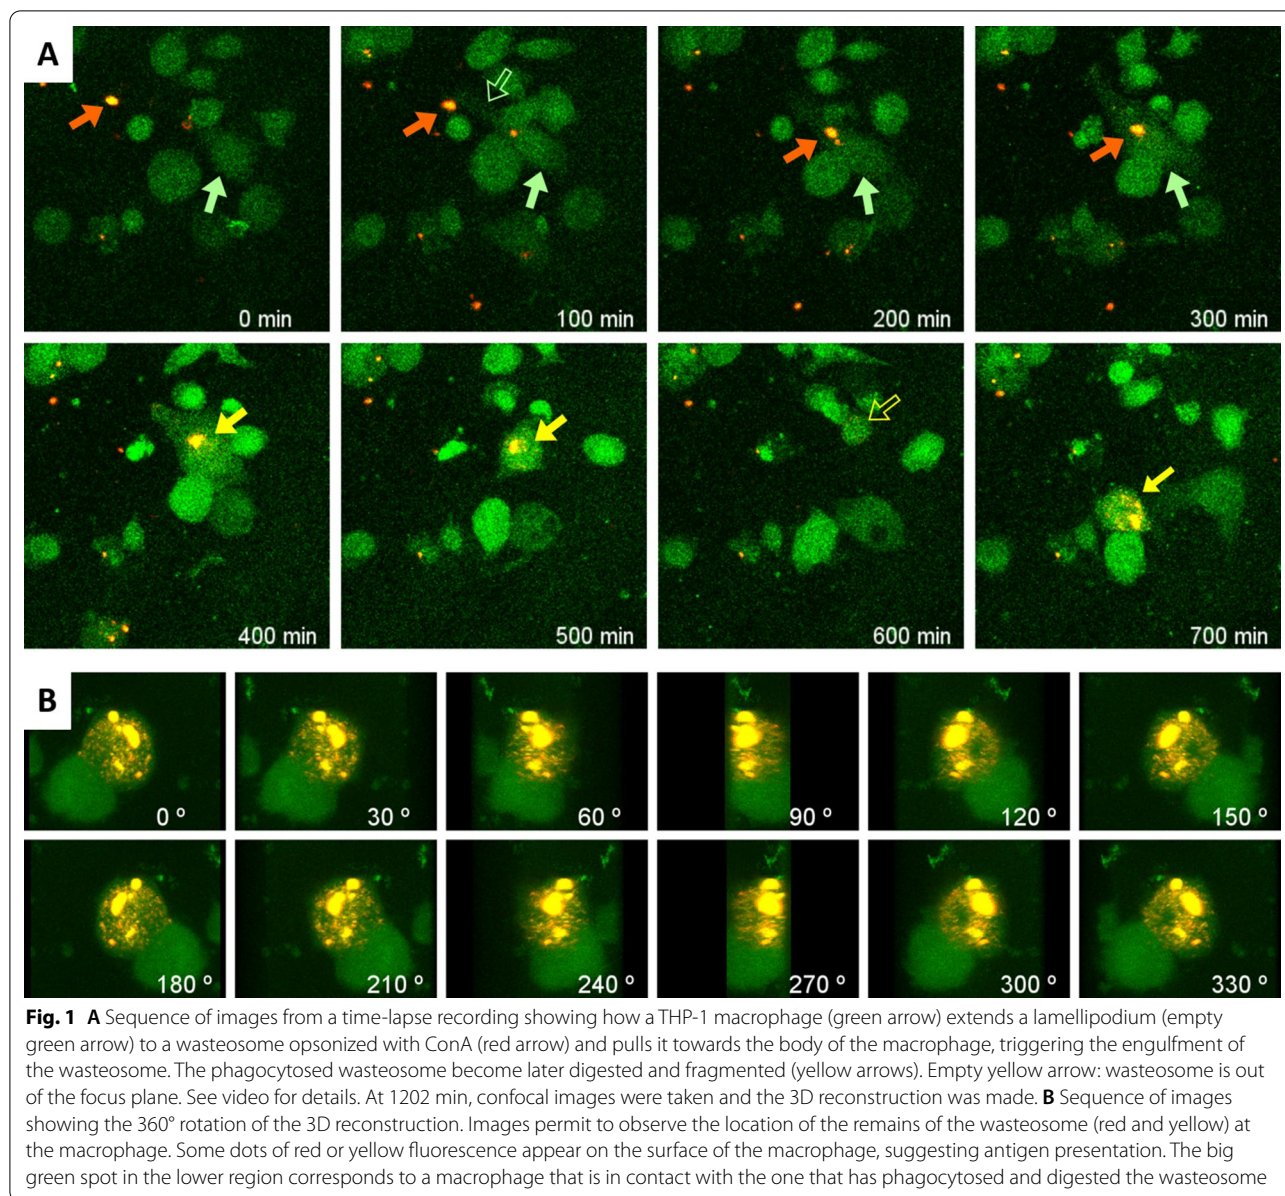 A
0 min
100 min
200 min
300 min
400 min
500 min
600 min
700 min
B
0 º
30 º
60 º
90 º
120 º
150 º
180 º
210 º
240 º
270 º
300 º
330 º
Fig. 1 A Sequence of images from a time-lapse recording showing how a THP-1 macrophage (green arrow) extends a lamellipodium (empty
green arrow) to a wasteosome opsonized with ConA (red arrow) and pulls it towards the body of the macrophage, triggering the engulfment of
the wasteosome. The phagocytosed wasteosome become later digested and fragmented (yellow arrows). Empty yellow arrow: wasteosome is out
of the focus plane. See video for details. At 1202 min, confocal images were taken and the 3D reconstruction was made. B Sequence of images
showing the 360° rotation of the 3D reconstruction. Images permit to observe the location of the remains of the wasteosome (red and yellow) at
the macrophage. Some dots of red or yellow fluorescence appear on the surface of the macrophage, suggesting antigen presentation. The big
green spot in the lower region corresponds to a macrophage that is in contact with the one that has phagocytosed and digested the wasteosome